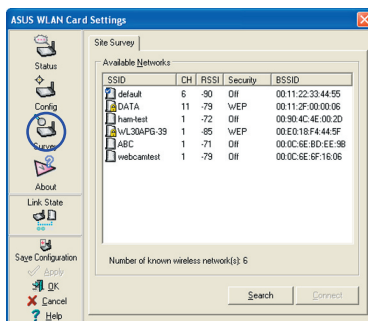 ASUS WLAN Card Settings
Status
Config
Survey
About
Link State
Save Configuration
Apply
OK
Cancel
Help
Site Survey
Available Networks
SSID CH RSSI Security BSSID
default 6 -90 Off 00:11:22:33:44:55
DATA 11 -79 WEP 00:11:2F:00:00:06
ham-test 1 -72 Off 00:90:4C:4E:00:2D
WL30APG-39 1 -85 WEP 00:E0:18:F4:44:5F
ABC 1 -71 Off 00:0C:6E:BD:EE:9B
webcamtest 1 -79 Off 00:0C:6E:6F:16:06
Number of known wireless network(s): 6
Search Connect